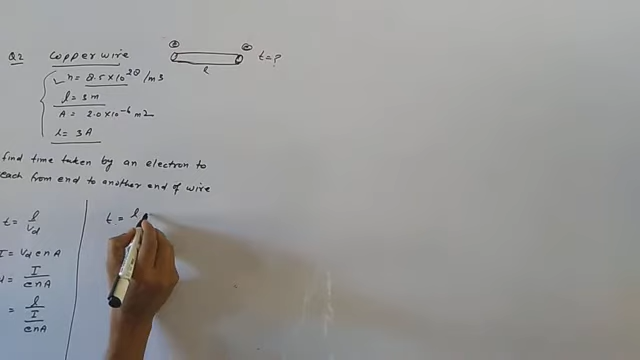 Q2 Copper wire
t = ?
l
n = 8.5 × 10^28 /m3
l = 3 m
A = 2.0 × 10^-6 m2
I = 3 A
find time taken by an electron to
each from end to another end of wire
t = l / Vd
I = Vd e n A
d = I / enA
= l / (I / enA)
t = l